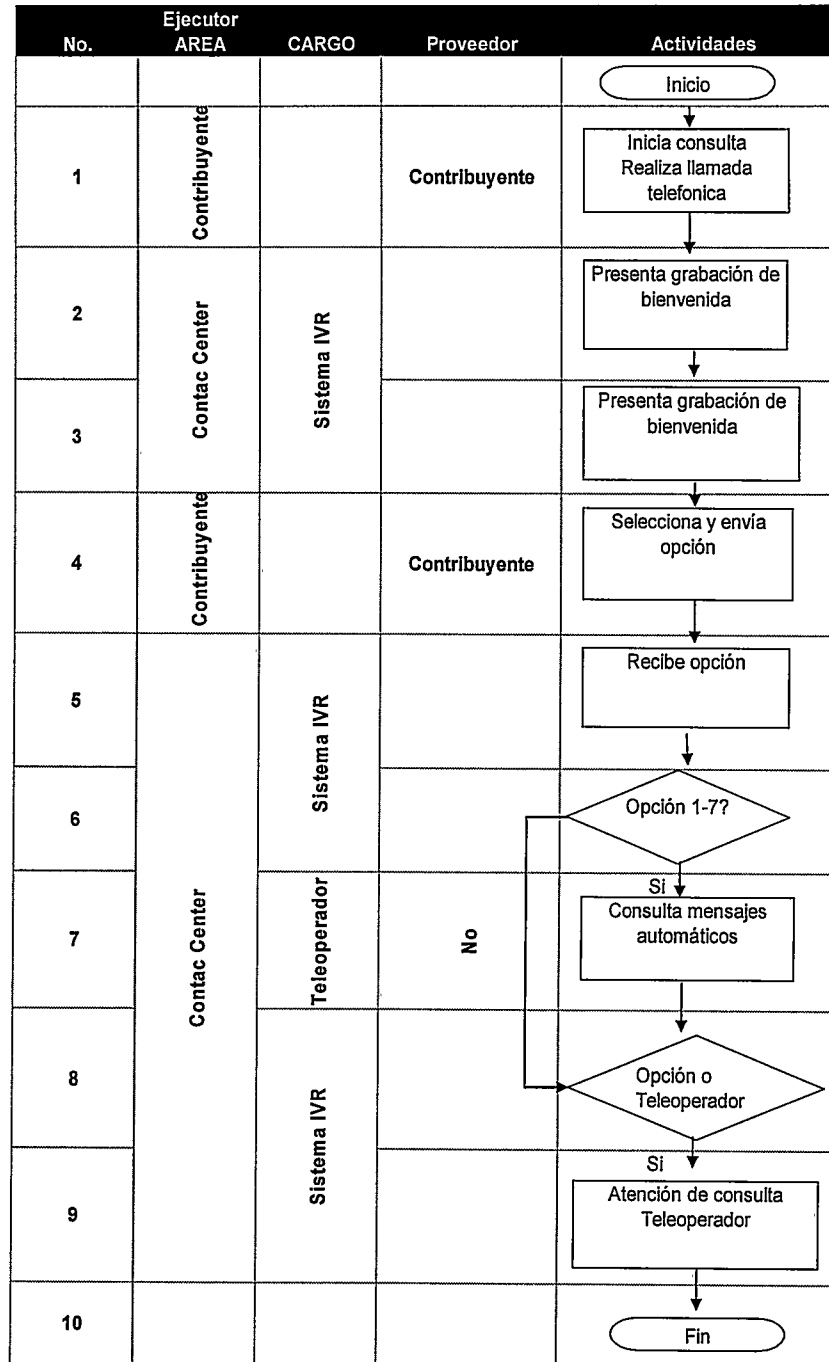 Ejecutor
No. AREA CARGO Proveedor Actividades
Inicio
1 Contribuyente Contribuyente
Inicia consulta
Realiza llamada
telefonica
2 Contac Center Sistema IVR
Presenta grabación de
bienvenida
3
Presenta grabación de
bienvenida
4 Contribuyente Contribuyente
Selecciona y envía
opción
5 Contac Center Sistema IVR
Recibe opción
6
Opción 1-7?
Si
7 Teleoperador No
Consulta mensajes
automáticos
8 Sistema IVR
Opción o
Teleoperador
Si
9
Atención de consulta
Teleoperador
10
Fin